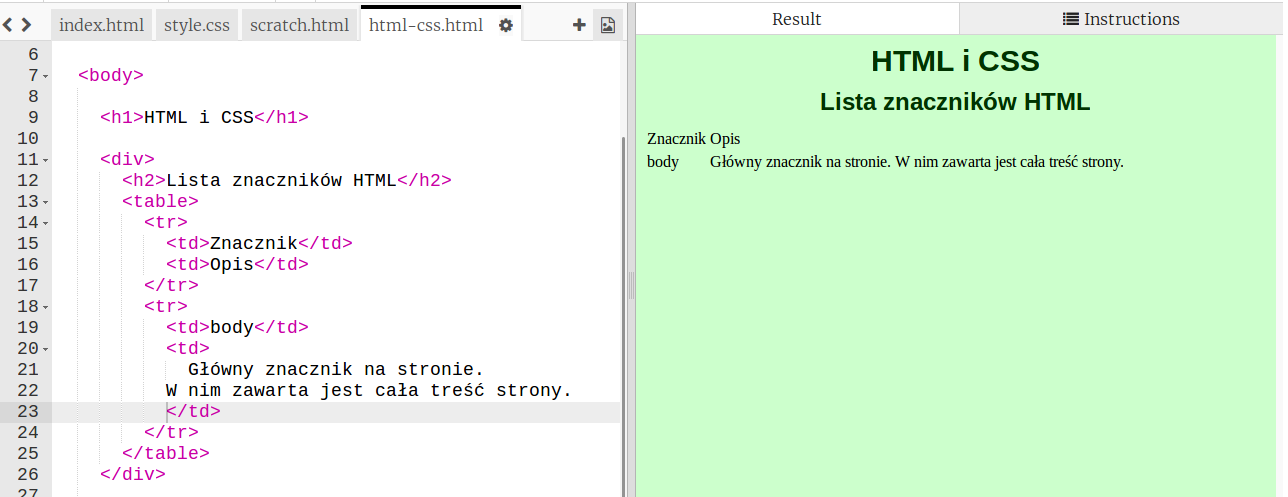 index.html style.css scratch.html html-css.html
6
7 <body>
8
9 <h1>HTML i CSS</h1>
10
11 <div>
12 <h2>Lista znaczników HTML</h2>
13 <table>
14 <tr>
15 <td>Znacznik</td>
16 <td>Opis</td>
17 </tr>
18 <tr>
19 <td>body</td>
20 <td>
21 Główny znacznik na stronie.
22 W nim zawarta jest cała treść strony.
23 </td>
24 </tr>
25 </table>
26 </div>
27
Result Instructions
HTML i CSS
Lista znaczników HTML
Znacznik Opis
body Główny znacznik na stronie. W nim zawarta jest cała treść strony.